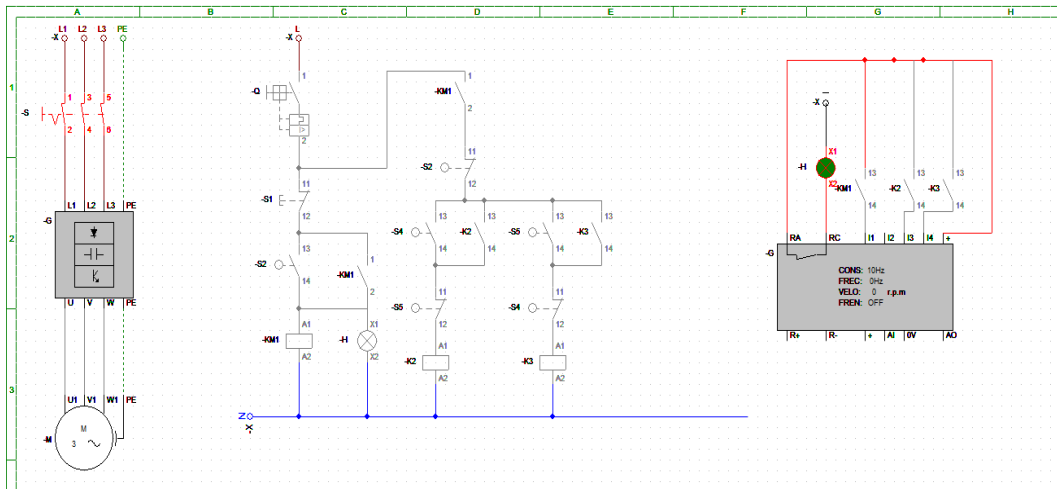 A B C D E F G H
1
2
3
L1 L2 L3 PE
-X
1 3 5
-S
2 4 6
L1 L2 L3 PE
-G
U V W PE
U1 V1 W1 PE
-M
M
3
L
-X
1
-Q
2
11
-S1
12
13
-S2
14
1
-KM1
2
A1
-KM1
A2
X1
-H
X2
N
-X
1
-KM1
2
11
-S2
12
13
-S4
14
13
-K2
14
13
-S5
14
13
-K3
14
11
-S5
12
11
-S4
12
A1
-K2
A2
A1
-K3
A2
-X
X1
-H
X2
13
-KM1
14
13
-K2
14
13
-K3
14
RA RC I1 I2 I3 I4 +
-G
CONS: 10Hz
FREC: 0Hz
VELO: 0 r.p.m
FREN: OFF
R+ R- + AI 0V AO